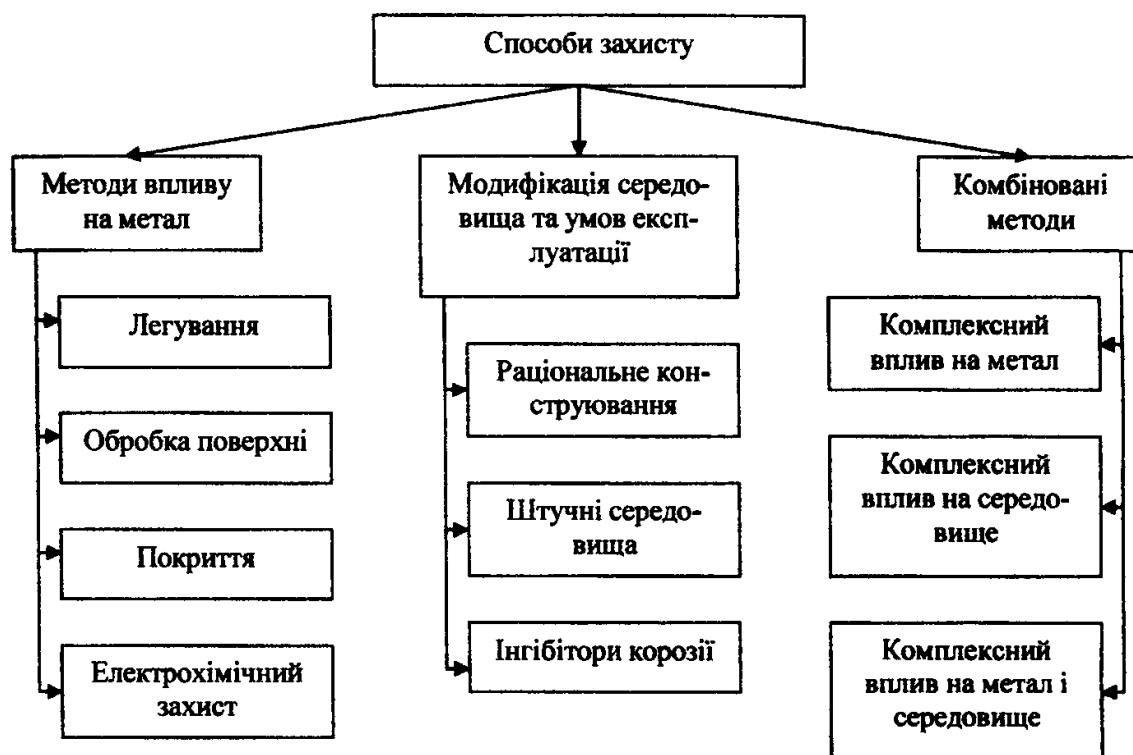 Способи захисту
Методи впливу
на метал
Легування
Обробка поверхні
Покриття
Електрохімічний
захист
Модифікація середо-
вища та умов експ-
луатації
Раціональне кон-
струювання
Штучні середо-
вища
Інгібітори корозії
Комбіновані
методи
Комплексний
вплив на метал
Комплексний
вплив на середо-
вище
Комплексний
вплив на метал і
середовище